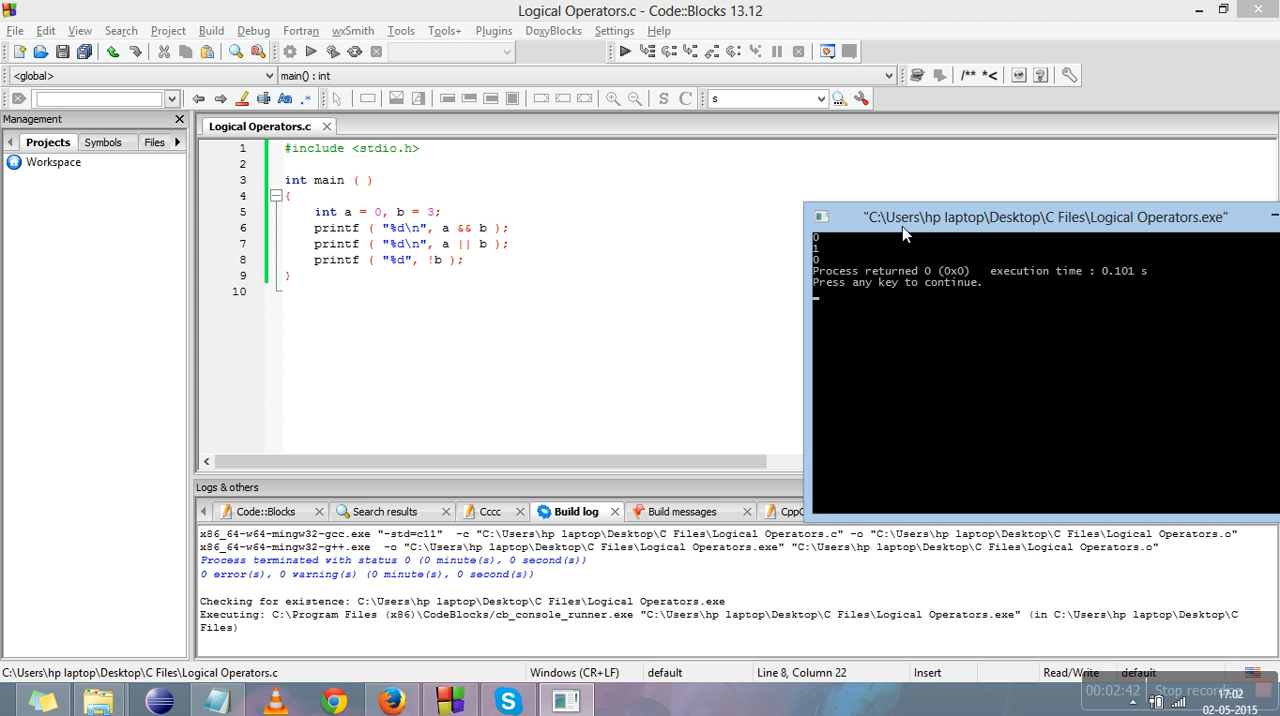 Logical Operators.c - Code::Blocks 13.12
File Edit View Search Project Build Debug Fortran wxSmith Tools Tools+ Plugins DoxyBlocks Settings Help
<global> main() : int /** *<
Aa .* S C s
Management Logical Operators.c
Projects Symbols Files
Workspace
1 #include <stdio.h>
2
3 int main ( )
4 {
5 int a = 0, b = 3;
6 printf ( "%d\n", a && b );
7 printf ( "%d\n", a || b );
8 printf ( "%d", !b );
9 }
10
"C:\Users\hp laptop\Desktop\C Files\Logical Operators.exe"
0
1
0
Process returned 0 (0x0) execution time : 0.101 s
Press any key to continue.
Logs & others
Code::Blocks Search results Cccc Build log Build messages CppC
x86_64-w64-mingw32-gcc.exe "-std=c11" -c "C:\Users\hp laptop\Desktop\C Files\Logical Operators.c" -o "C:\Users\hp laptop\Desktop\C Files\Logical Operators.o"
x86_64-w64-mingw32-g++.exe -o "C:\Users\hp laptop\Desktop\C Files\Logical Operators.exe" "C:\Users\hp laptop\Desktop\C Files\Logical Operators.o"
Process terminated with status 0 (0 minute(s), 0 second(s))
0 error(s), 0 warning(s) (0 minute(s), 0 second(s))
Checking for existence: C:\Users\hp laptop\Desktop\C Files\Logical Operators.exe
Executing: C:\Program Files (x86)\CodeBlocks/cb_console_runner.exe "C:\Users\hp laptop\Desktop\C Files\Logical Operators.exe" (in C:\Users\hp laptop\Desktop\C
Files)
C:\Users\hp laptop\Desktop\C Files\Logical Operators.c Windows (CR+LF) default Line 8, Column 22 Insert Read/Write default
00:02:42 Stop 17:02
02-05-2015